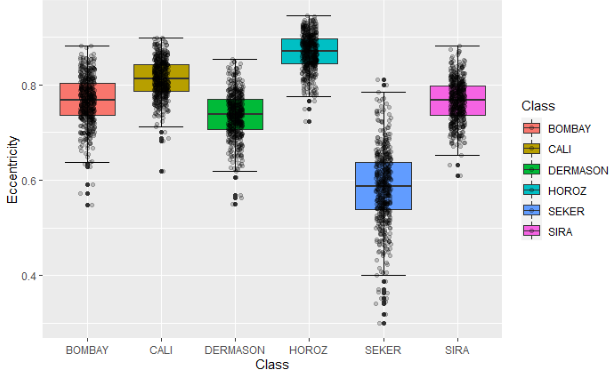 0.8
0.6
0.4
Eccentricity
BOMBAY CALI DERMASON HOROZ SEKER SIRA
Class
Class
BOMBAY
CALI
DERMASON
HOROZ
SEKER
SIRA